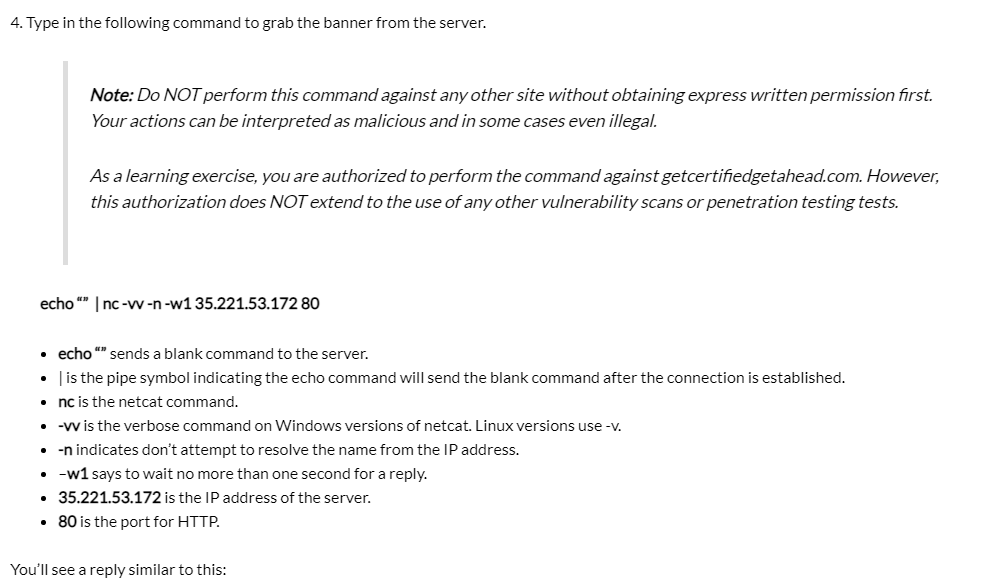 4. Type in the following command to grab the banner from the server.
Note: Do NOT perform this command against any other site without obtaining express written permission first.
Your actions can be interpreted as malicious and in some cases even illegal.
As a learning exercise, you are authorized to perform the command against getcertifiedgetahead.com. However,
this authorization does NOT extend to the use of any other vulnerability scans or penetration testing tests.
echo “” | nc -vv -n -w1 35.221.53.172 80
• echo “” sends a blank command to the server.
• | is the pipe symbol indicating the echo command will send the blank command after the connection is established.
• nc is the netcat command.
• -vv is the verbose command on Windows versions of netcat. Linux versions use -v.
• -n indicates don’t attempt to resolve the name from the IP address.
• –w1 says to wait no more than one second for a reply.
• 35.221.53.172 is the IP address of the server.
• 80 is the port for HTTP.
You’ll see a reply similar to this: